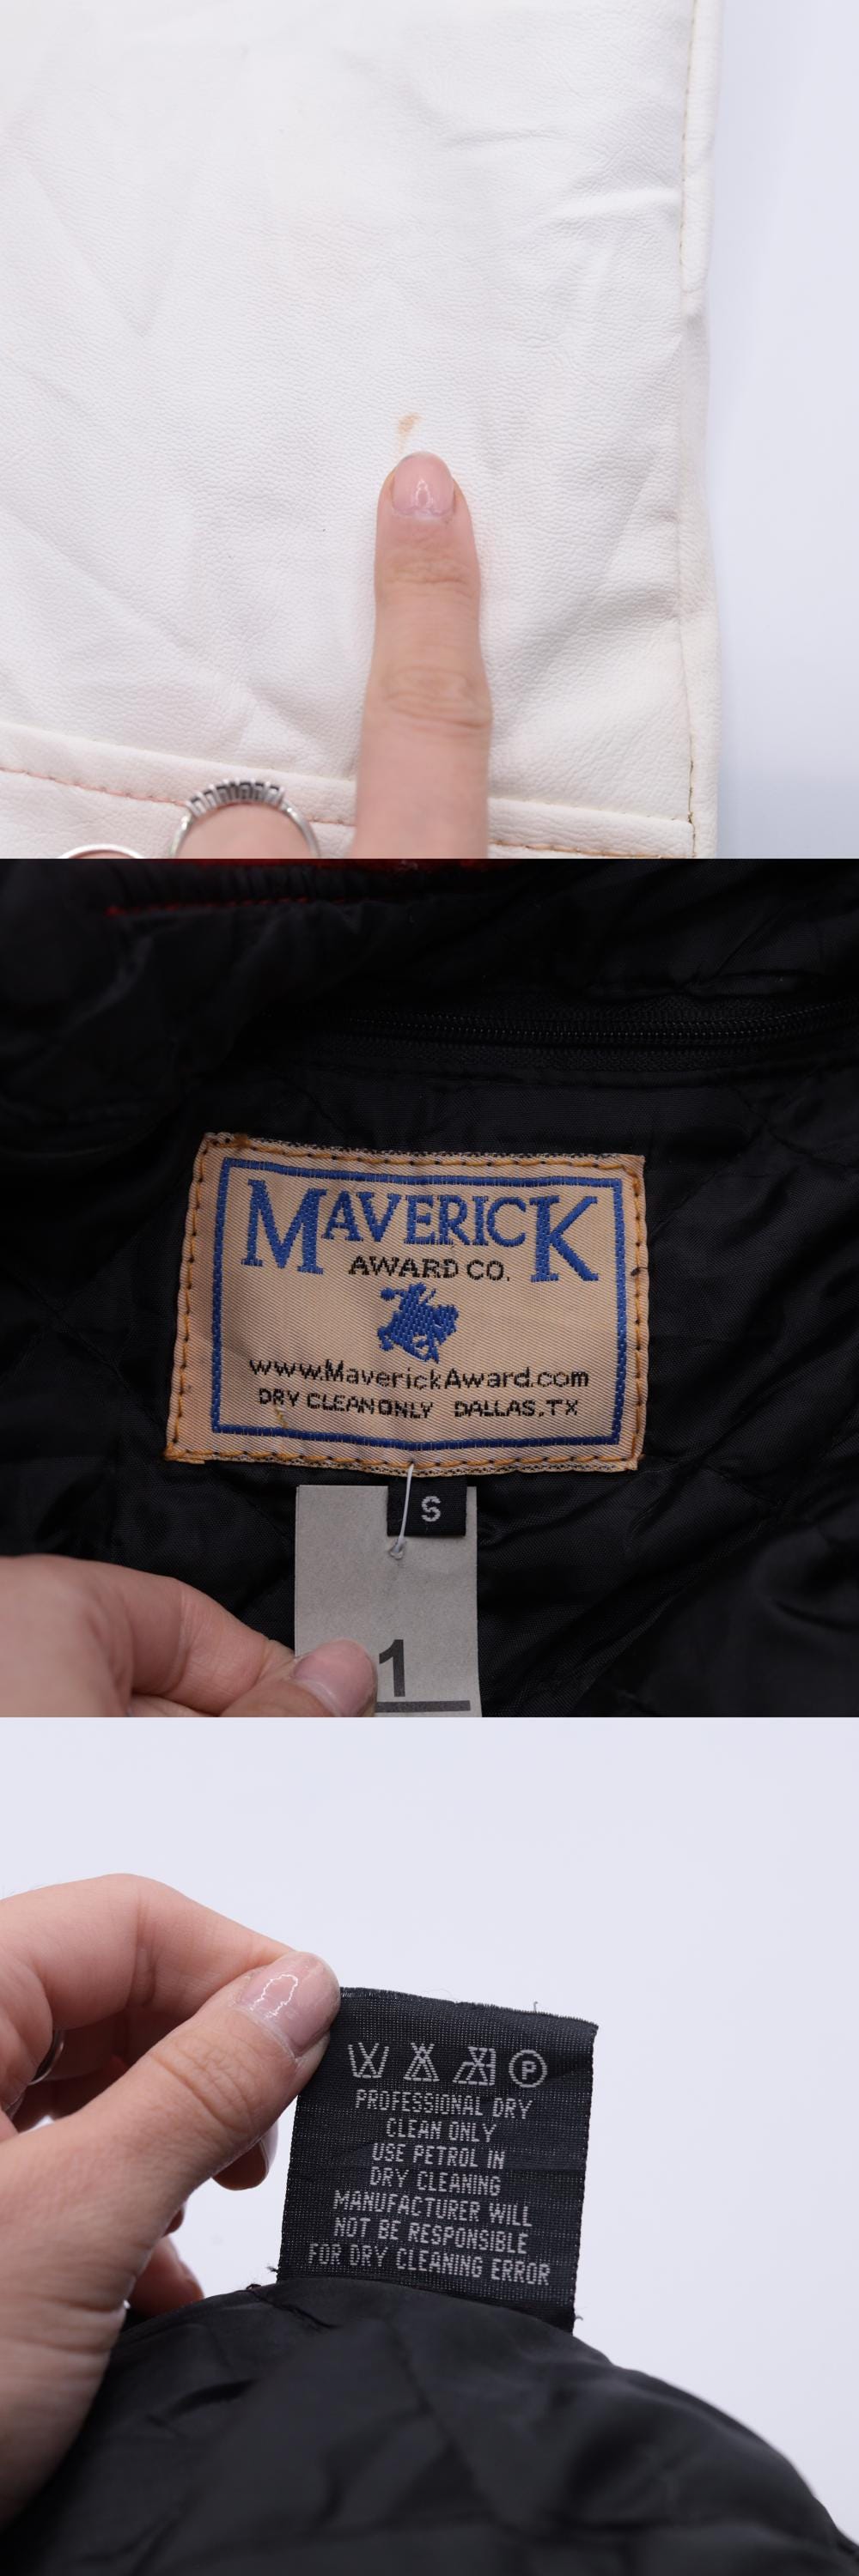 MAVERICK
AWARD CO.
www.MaverickAward.com
DRY CLEAN ONLY DALLAS, TX
S
1
P
PROFESSIONAL DRY
CLEAN ONLY
USE PETROL IN
DRY CLEANING
MANUFACTURER WILL
NOT BE RESPONSIBLE
FOR DRY CLEANING ERROR